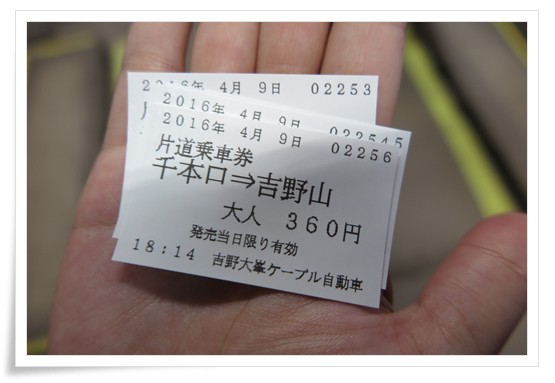 2016年 4月 9日 02253
2016年 4月 9日
2016年 4月 9日 02256
片道乗車券
千本口⇒吉野山
大人 360円
発売当日限り有効
18:14 吉野大峯ケーブル自動車